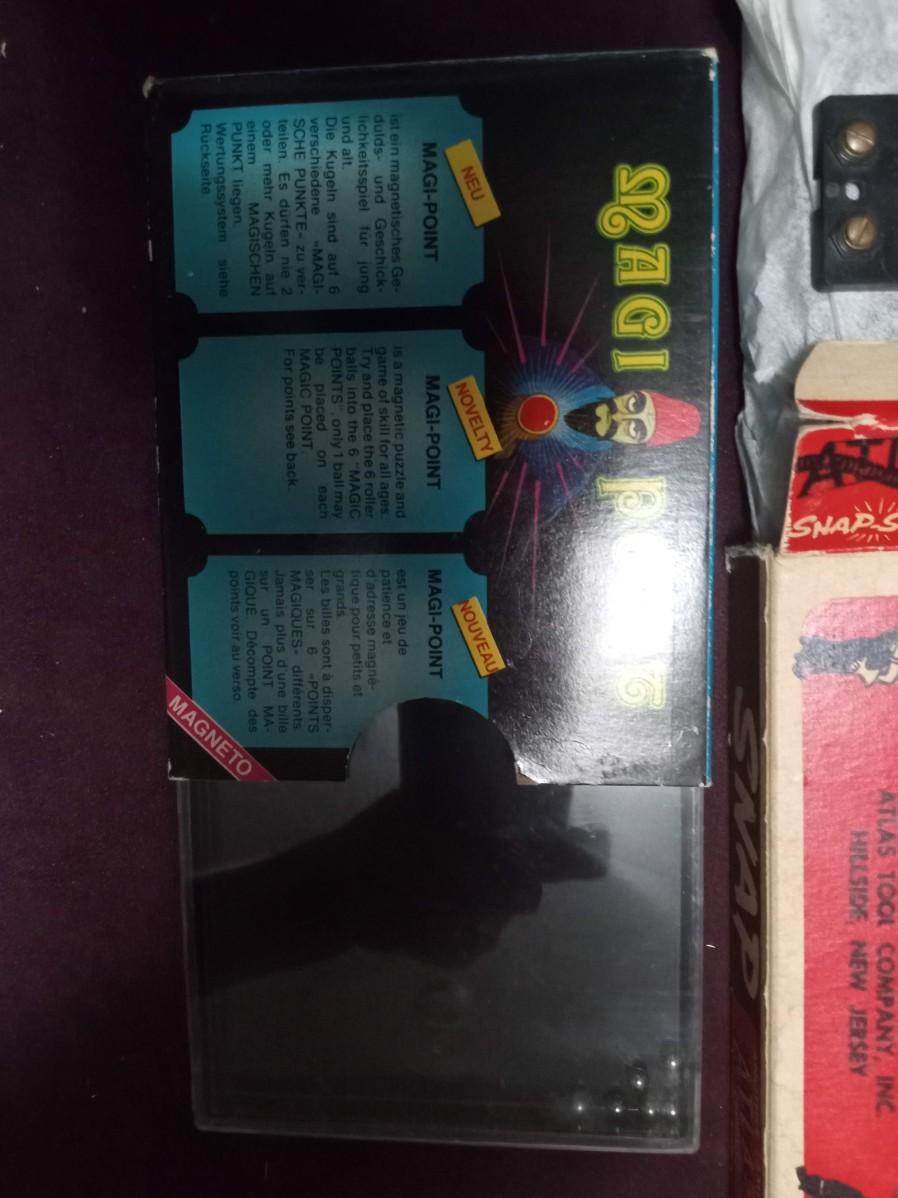 MAGI POINT
NEU
MAGI-POINT
ist ein magnetisches Ge-
dulds- und Geschick-
lichkeitsspiel für jung
und alt.
Die Kugeln sind auf 6
verschiedene »MAGI-
SCHE PUNKTE« zu ver-
teilen. Es dürfen nie 2
oder mehr Kugeln auf
einem MAGISCHEN
PUNKT liegen.
Wertungssystem siehe
Rückseite.
NOVELTY
MAGI-POINT
is a magnetic puzzle and
game of skill for all ages.
Try and place the 6 roller
balls into the 6 "MAGIC
POINTS", only 1 ball may
be placed on each
MAGIC POINT.
For points see back.
NOUVEAU
MAGI-POINT
est un jeu de
patience et
d'adresse magné-
tique pour petits et
grands.
Les billes sont à disper-
ser sur 6 »POINTS
MAGIQUES« différents.
Jamais plus d'une bille
sur un POINT MA-
GIQUE. Décompte des
points voir au verso.
MAGNETO
SNAP-S
ATLAS TOOL COMPANY, INC
HILLSIDE, NEW JERSEY
SNAP